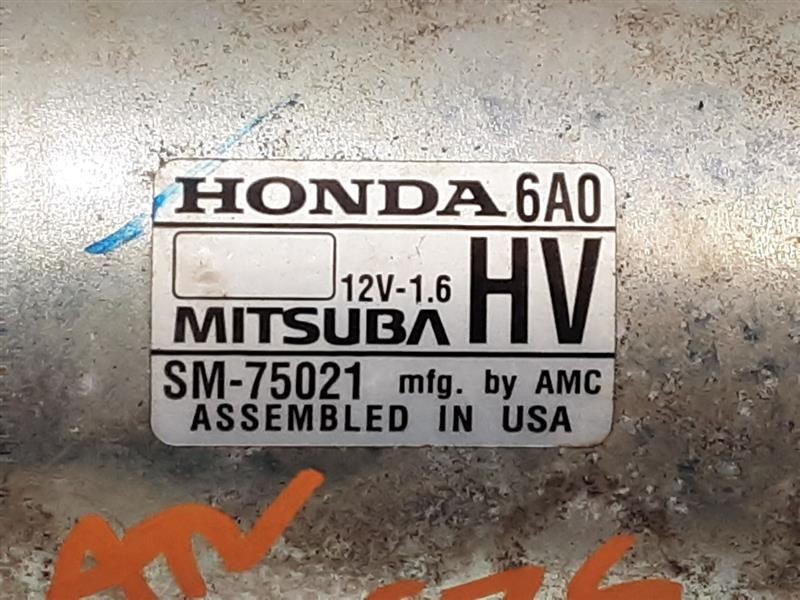 HONDA 6A0
12V-1.6 HV
MITSUBA
SM-75021 mfg. by AMC
ASSEMBLED IN USA